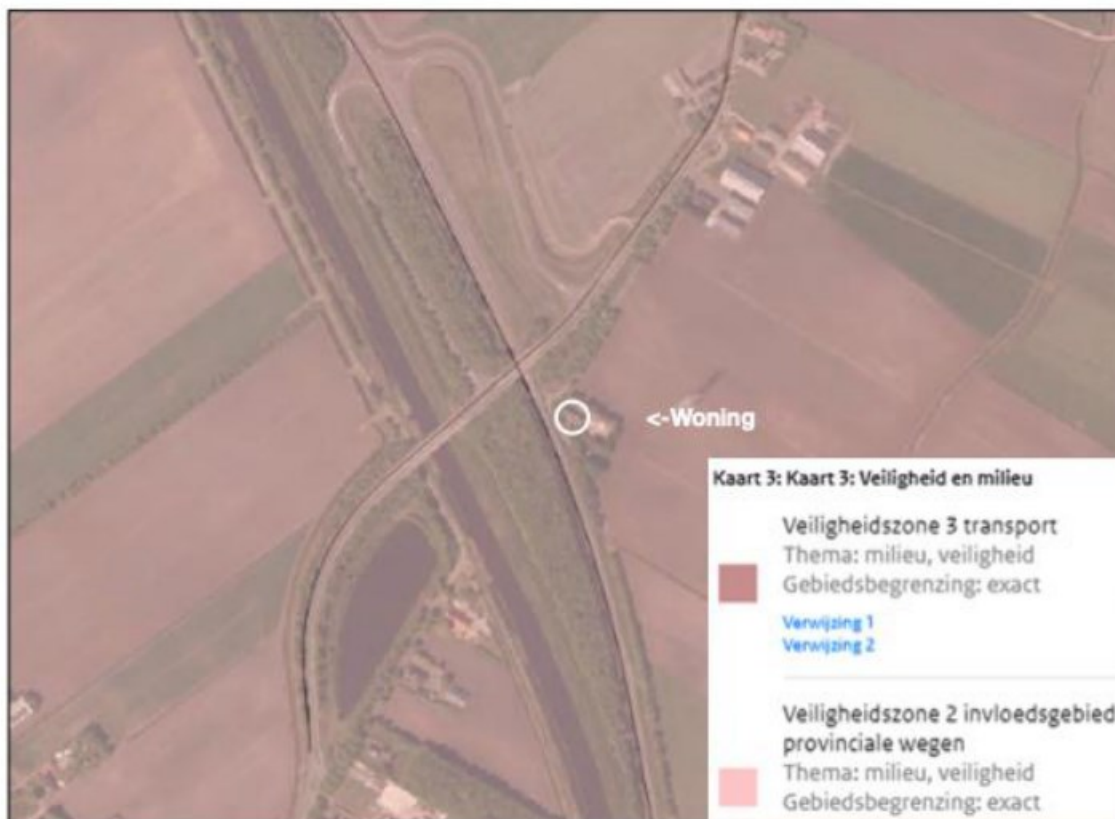 <-Woning
Kaart 3: Kaart 3: Veiligheid en milieu
Veiligheidszone 3 transport
Thema: milieu, veiligheid
Gebiedsbegrenzing: exact
Verwijzing 1
Verwijzing 2
Veiligheidszone 2 invloedsgebied
provinciale wegen
Thema: milieu, veiligheid
Gebiedsbegrenzing: exact